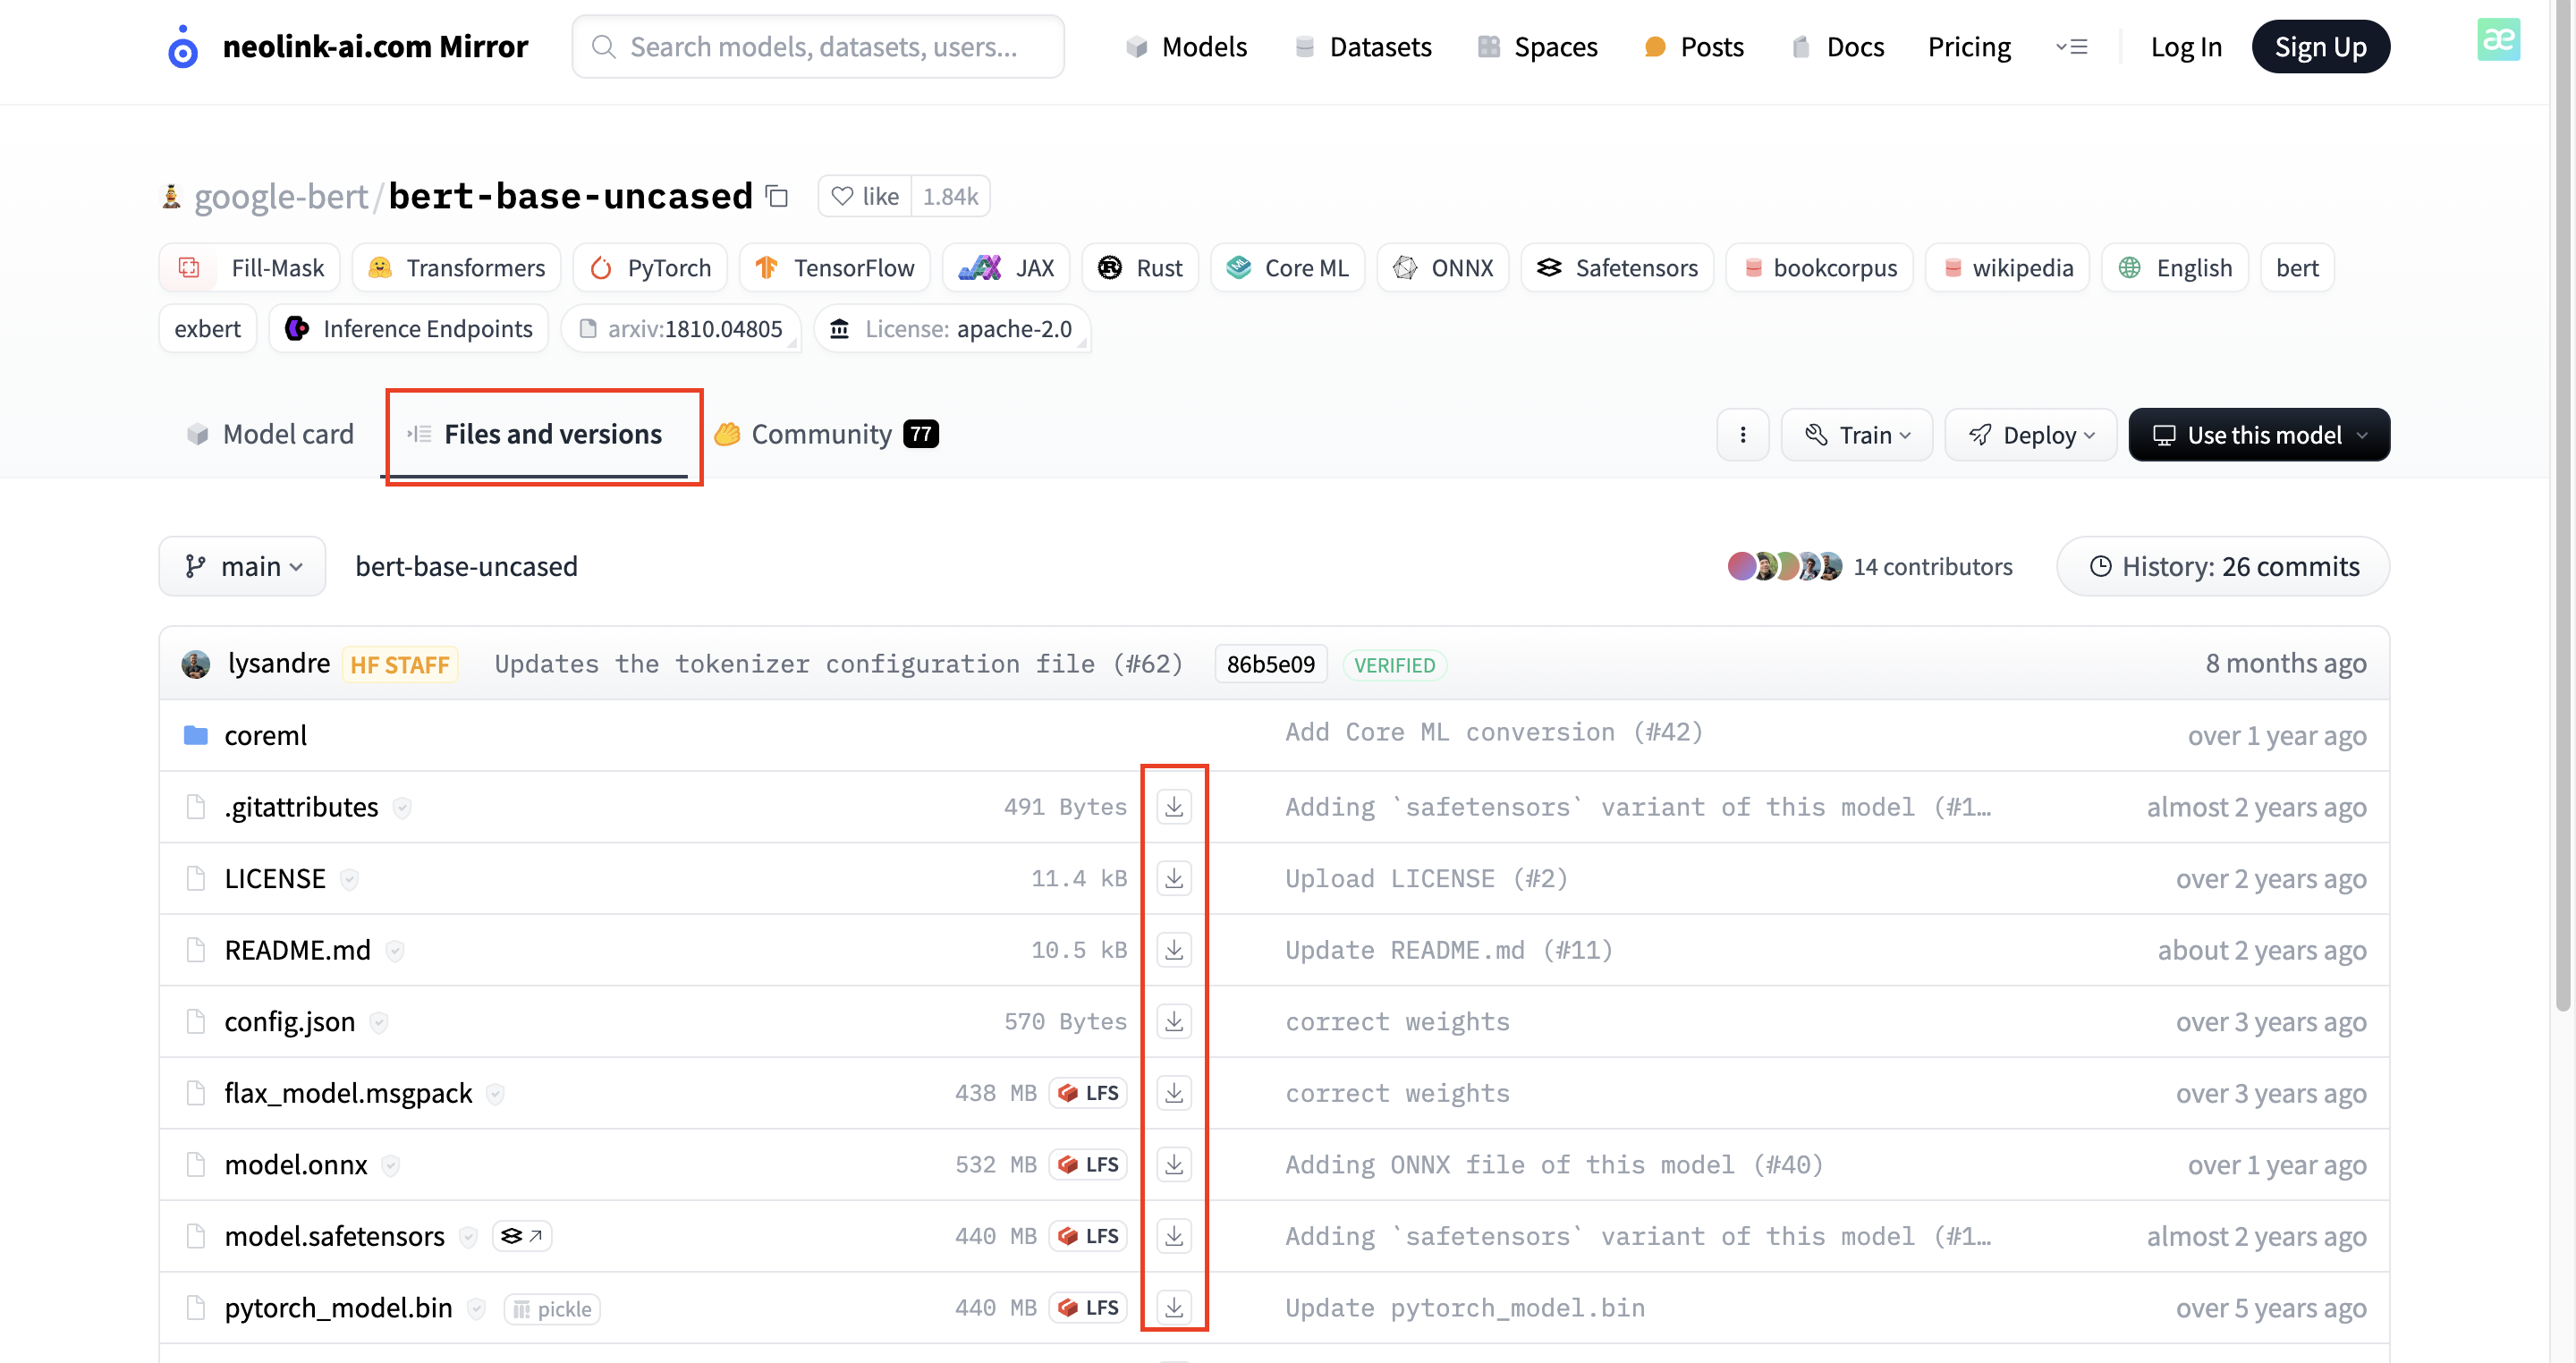 neolink-ai.com Mirror Search models, datasets, users... Models Datasets Spaces Posts Docs Pricing Log In Sign Up æ
google-bert/bert-base-uncased like 1.84k
Fill-Mask Transformers PyTorch TensorFlow JAX Rust Core ML ONNX Safetensors bookcorpus wikipedia English bert
exbert Inference Endpoints arxiv:1810.04805 License: apache-2.0
Model card Files and versions Community 77 Train Deploy Use this model
main bert-base-uncased 14 contributors History: 26 commits
lysandre HF STAFF Updates the tokenizer configuration file (#62) 86b5e09 VERIFIED 8 months ago
coreml Add Core ML conversion (#42) over 1 year ago
.gitattributes 491 Bytes Adding `safetensors` variant of this model (#1… almost 2 years ago
LICENSE 11.4 kB Upload LICENSE (#2) over 2 years ago
README.md 10.5 kB Update README.md (#11) about 2 years ago
config.json 570 Bytes correct weights over 3 years ago
flax_model.msgpack 438 MB LFS correct weights over 3 years ago
model.onnx 532 MB LFS Adding ONNX file of this model (#40) over 1 year ago
model.safetensors 440 MB LFS Adding `safetensors` variant of this model (#1… almost 2 years ago
pytorch_model.bin pickle 440 MB LFS Update pytorch_model.bin over 5 years ago